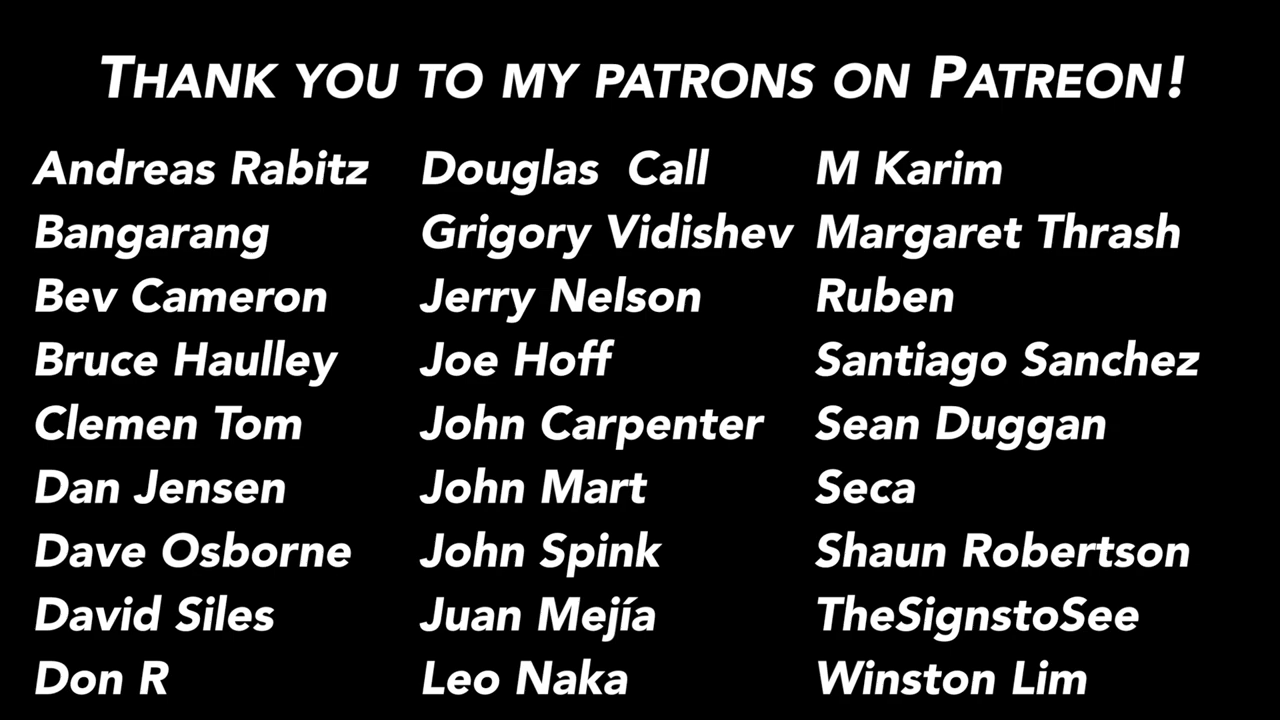 THANK YOU TO MY PATRONS ON PATREON!
Andreas Rabitz
Bangarang
Bev Cameron
Bruce Haulley
Clemen Tom
Dan Jensen
Dave Osborne
David Siles
Don R
Douglas  Call
Grigory Vidishev
Jerry Nelson
Joe Hoff
John Carpenter
John Mart
John Spink
Juan Mejía
Leo Naka
M Karim
Margaret Thrash
Ruben
Santiago Sanchez
Sean Duggan
Seca
Shaun Robertson
TheSignstoSee
Winston Lim